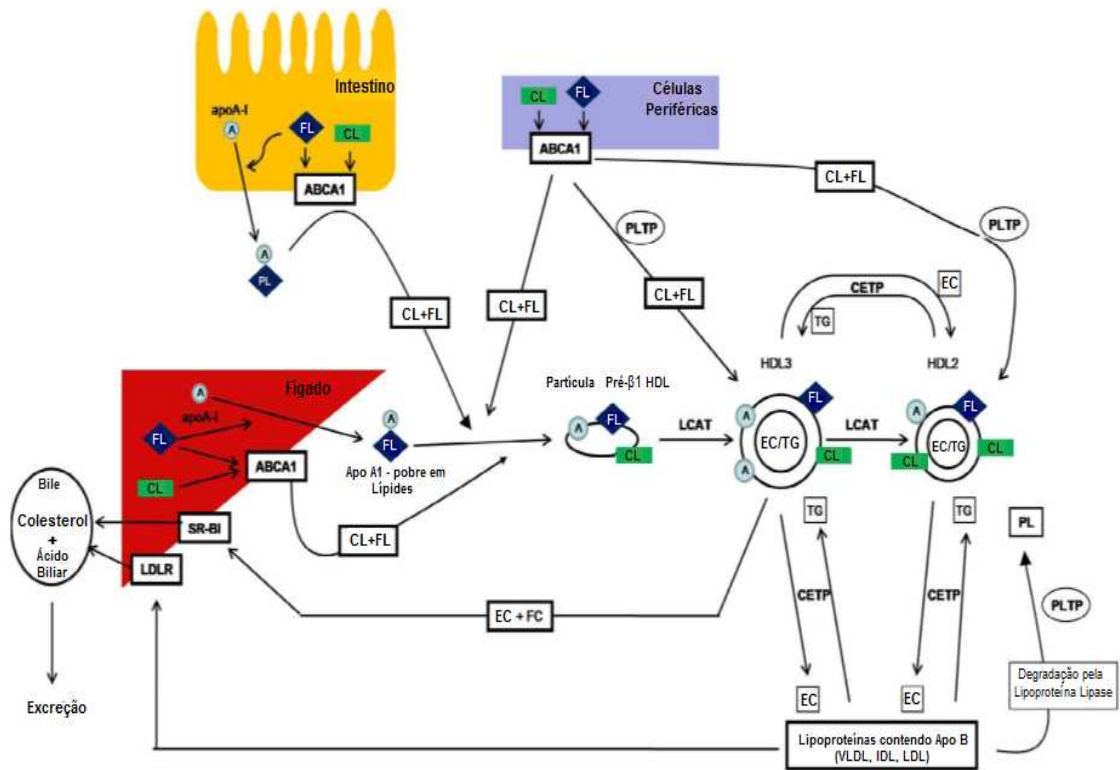 Intestino
apoA-I
A
FL
CL
ABCA1
A
PL
CL+FL
Células
Periféricas
CL
FL
ABCA1
CL+FL
PLTP
CL+FL
CL+FL
PLTP
EC
CETP
TG
HDL3
HDL2
Fígado
A
apoA-I
FL
CL
ABCA1
SR-BI
LDLR
A
FL
Apo A1 - pobre em
Lípides
CL+FL
Partícula Pré-β1 HDL
A
FL
CL
LCAT
A
FL
EC/TG
A
CL
LCAT
A
FL
EC/TG
CL
CL
Bile
Colesterol
+
Ácido
Biliar
Excreção
EC + FC
TG
CETP
EC
TG
CETP
EC
PL
PLTP
Degradação pela
Lipoproteína Lipase
Lipoproteínas contendo Apo B
(VLDL, IDL, LDL)